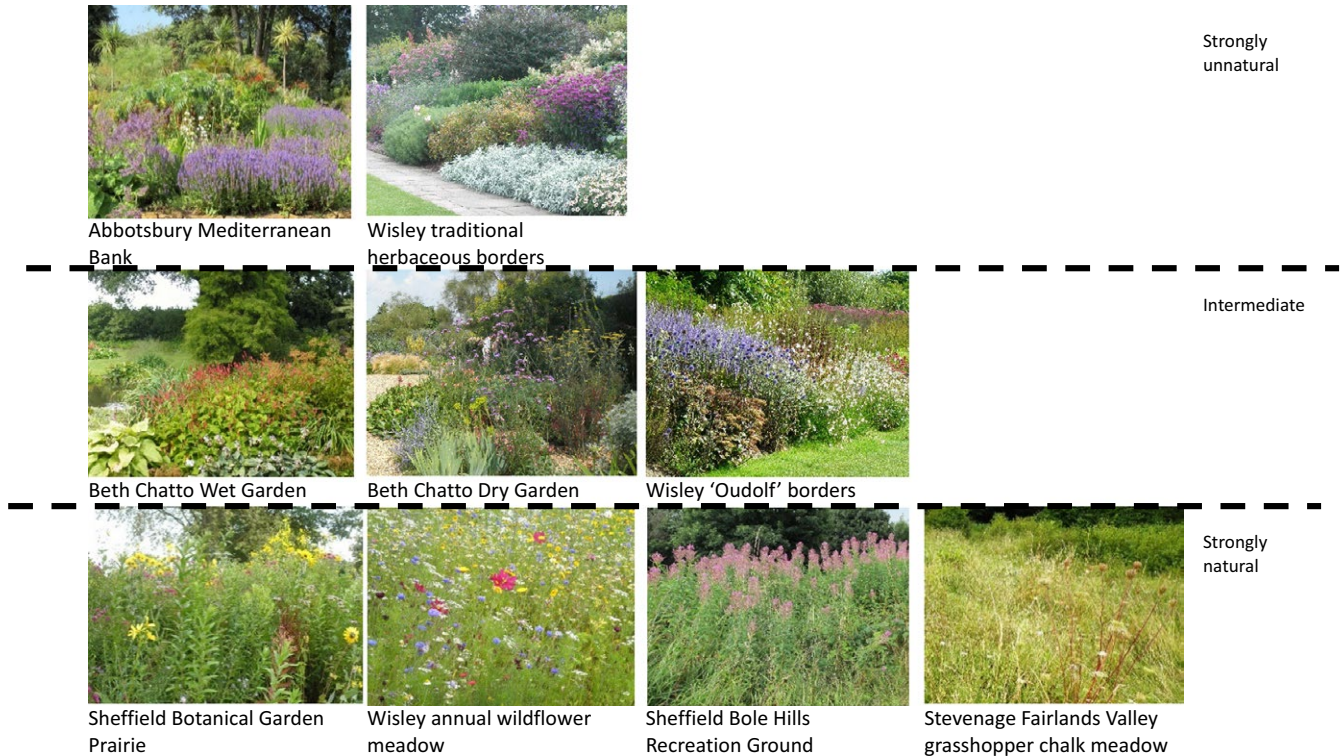 Strongly
unnatural
Abbotsbury Mediterranean
Bank
Wisley traditional
herbaceous borders
Intermediate
Beth Chatto Wet Garden
Beth Chatto Dry Garden
Wisley ‘Oudolf’ borders
Strongly
natural
Sheffield Botanical Garden
Prairie
Wisley annual wildflower
meadow
Sheffield Bole Hills
Recreation Ground
Stevenage Fairlands Valley
grasshopper chalk meadow